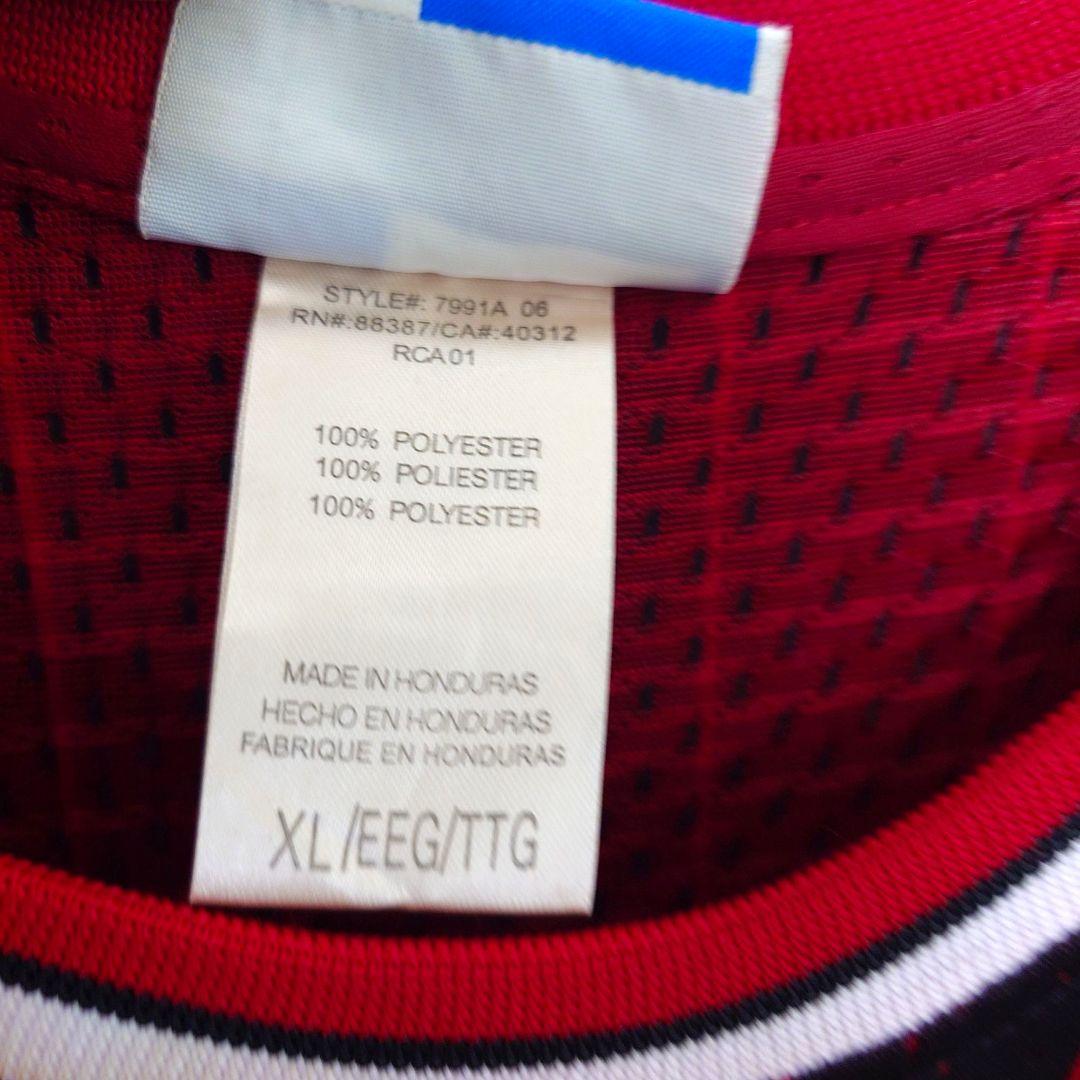 STYLE#: 7991A 06
RN#:88387/CA#:40312
RCA01
100% POLYESTER
100% POLIESTER
100% POLYESTER
MADE IN HONDURAS
HECHO EN HONDURAS
FABRIQUE EN HONDURAS
XL/EEG/TTG